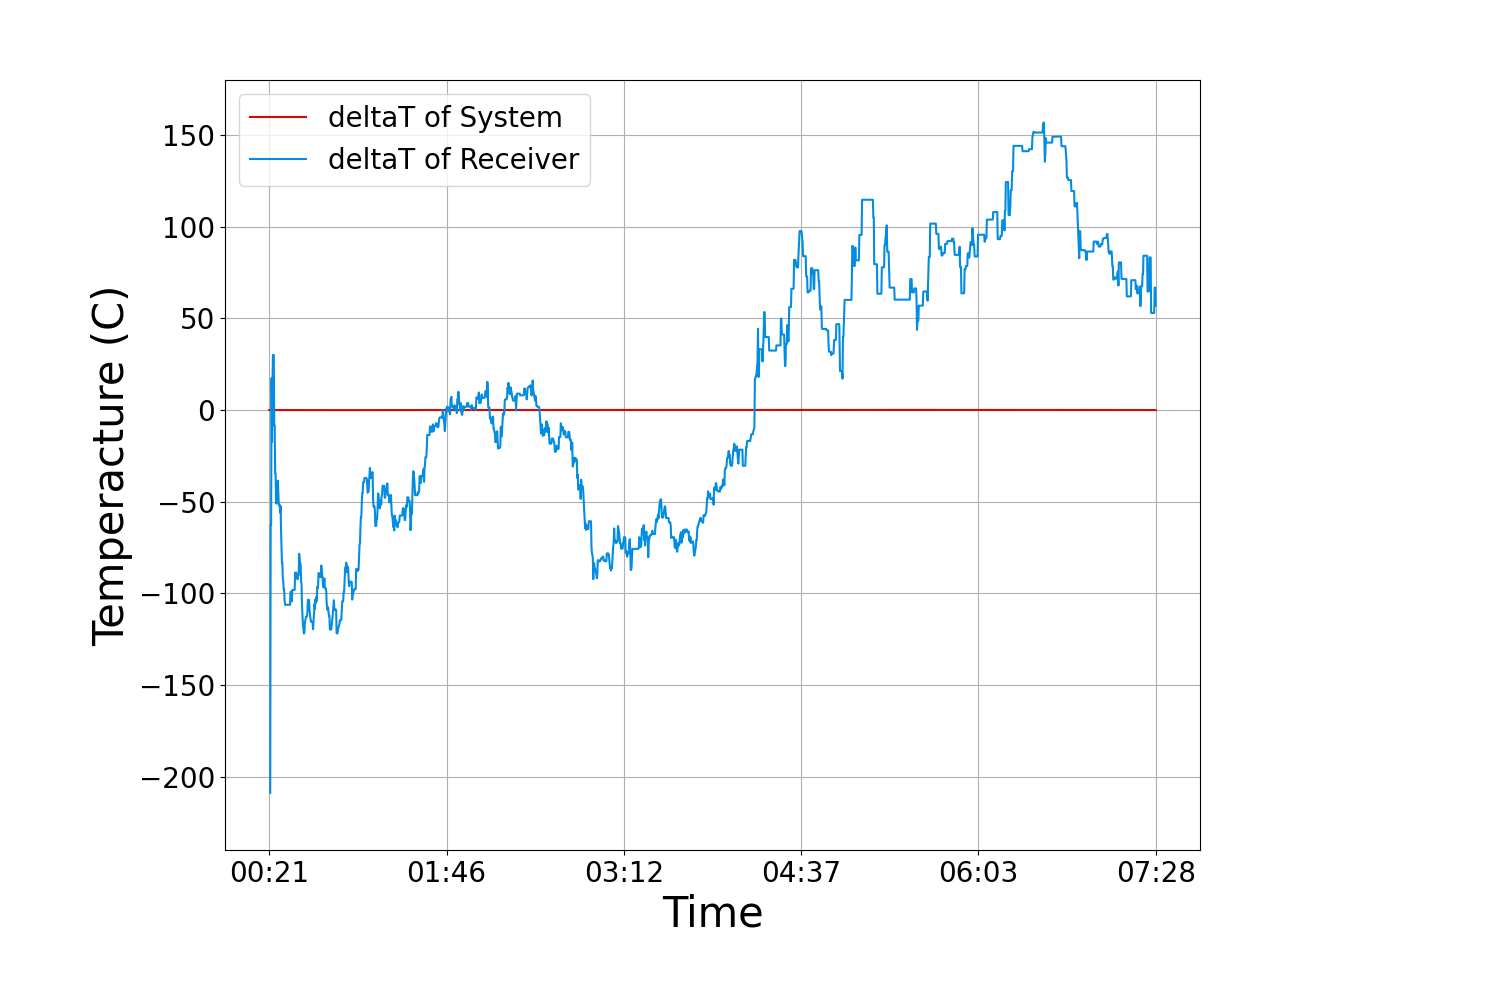 deltaT of System
deltaT of Receiver
150
100
50
0
−50
−100
−150
−200
Temperacture (C)
00:21 01:46 03:12 04:37 06:03 07:28
Time